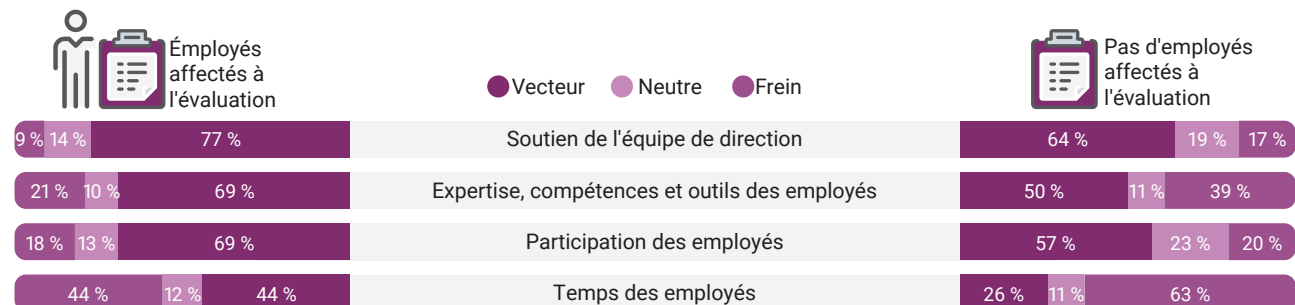 Émployés
affectés à
l'évaluation
Vecteur Neutre Frein
Pas d'employés
affectés à
l'évaluation
9 % 14 % 77 % Soutien de l'équipe de direction 64 % 19 % 17 %
21 % 10 % 69 % Expertise, compétences et outils des employés 50 % 11 % 39 %
18 % 13 % 69 % Participation des employés 57 % 23 % 20 %
44 % 12 % 44 % Temps des employés 26 % 11 % 63 %